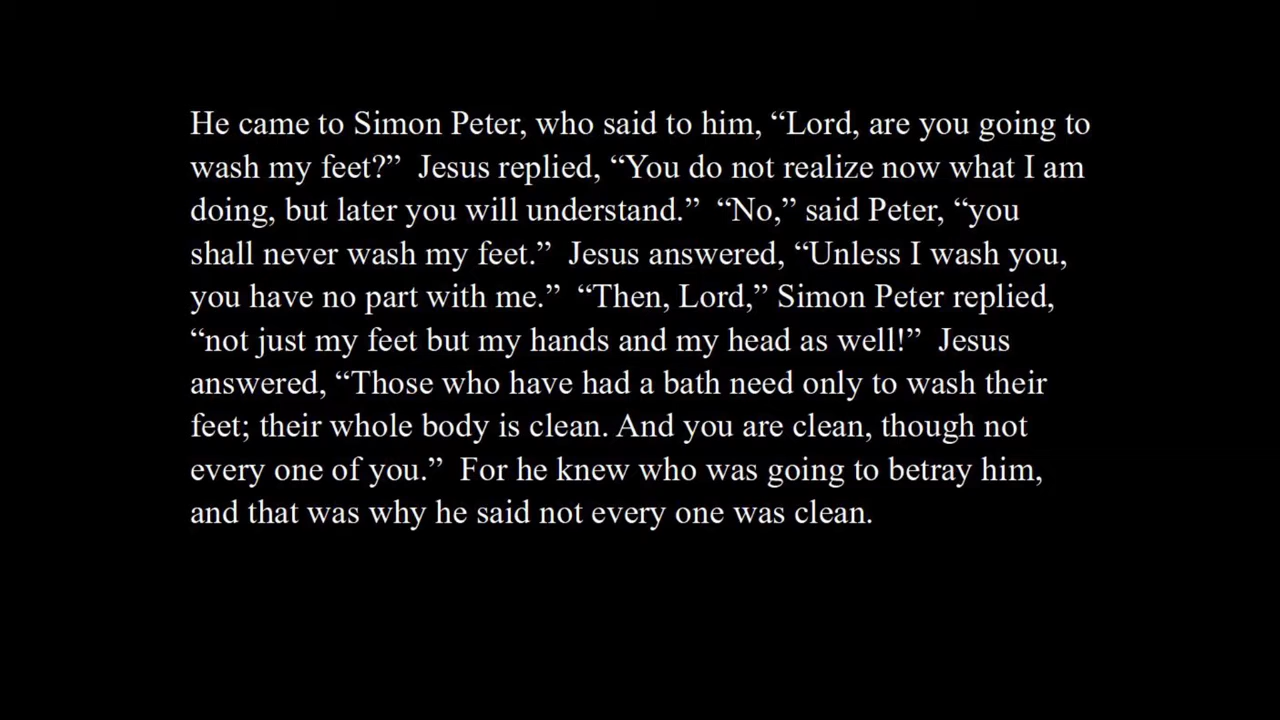 He came to Simon Peter, who said to him, “Lord, are you going to
wash my feet?”  Jesus replied, “You do not realize now what I am
doing, but later you will understand.”  “No,” said Peter, “you
shall never wash my feet.”  Jesus answered, “Unless I wash you,
you have no part with me.”  “Then, Lord,” Simon Peter replied,
“not just my feet but my hands and my head as well!”  Jesus
answered, “Those who have had a bath need only to wash their
feet; their whole body is clean. And you are clean, though not
every one of you.”  For he knew who was going to betray him,
and that was why he said not every one was clean.